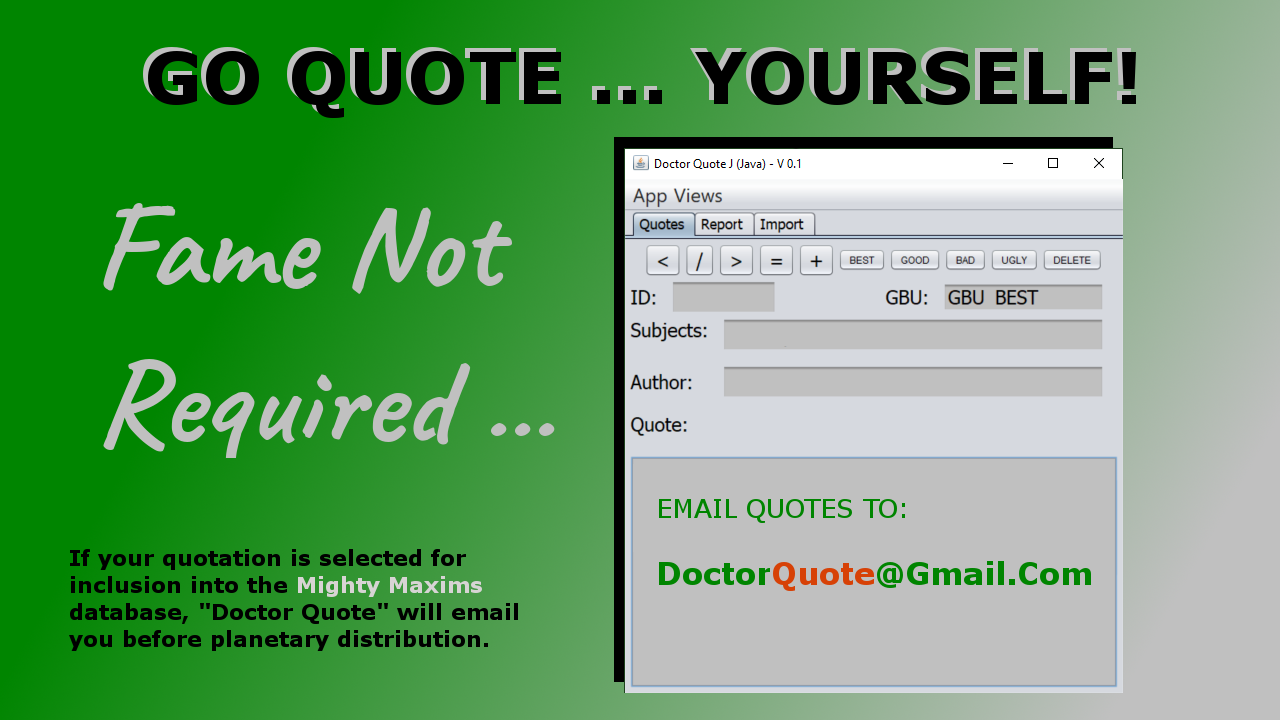 GO QUOTE ... YOURSELF!
Fame Not
Required ...
If your quotation is selected for
inclusion into the Mighty Maxims
database, "Doctor Quote" will email
you before planetary distribution.
Doctor Quote J (Java) - V 0.1
App Views
Quotes Report Import
< / > = + BEST GOOD BAD UGLY DELETE
ID: GBU: GBU BEST
Subjects:
Author:
Quote:
EMAIL QUOTES TO:
DoctorQuote@Gmail.Com